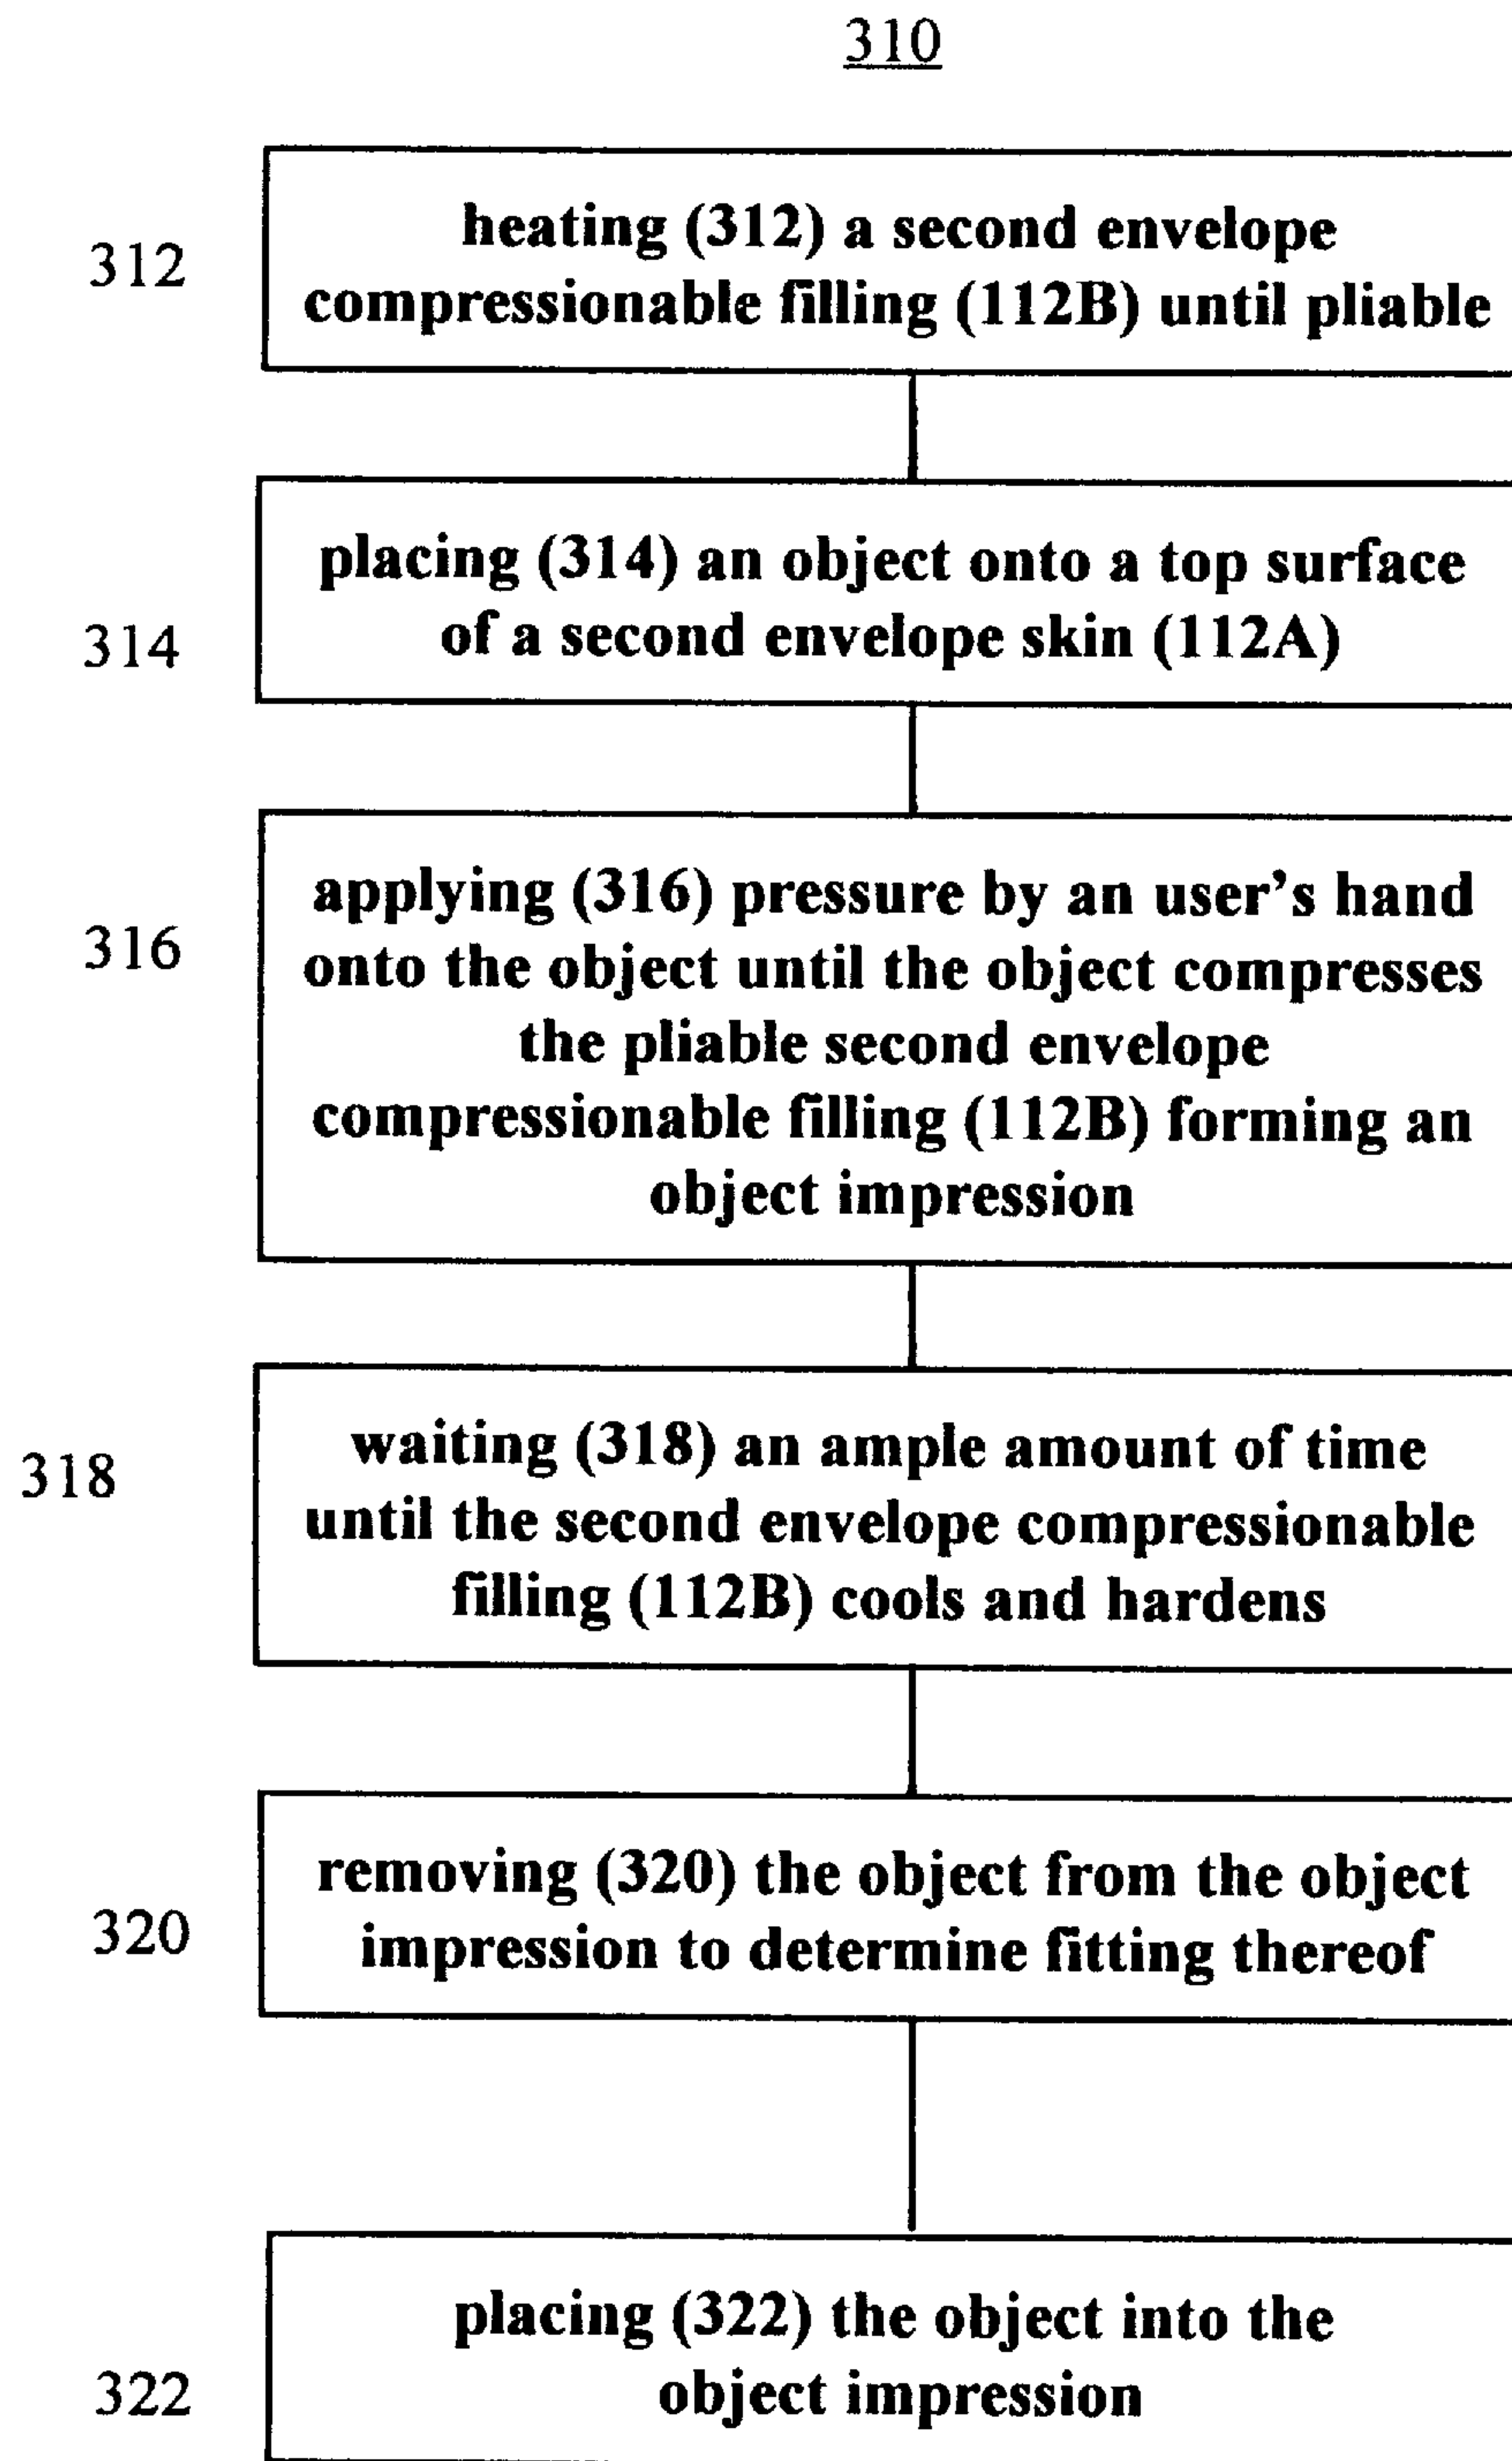 310
312
heating (312) a second envelope
compressionable filling (112B) until pliable
314
placing (314) an object onto a top surface
of a second envelope skin (112A)
316
applying (316) pressure by an user's hand
onto the object until the object compresses
the pliable second envelope
compressionable filling (112B) forming an
object impression
318
waiting (318) an ample amount of time
until the second envelope compressionable
filling (112B) cools and hardens
320
removing (320) the object from the object
impression to determine fitting thereof
322
placing (322) the object into the
object impression